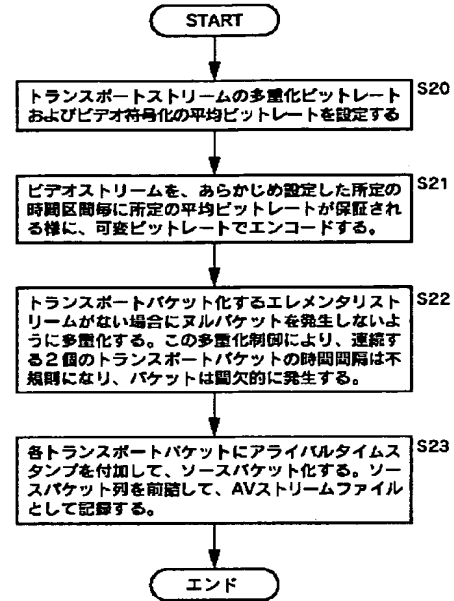 START
S20
トランスポートストリームの多重化ビットレート
およびビデオ符号化の平均ビットレートを設定する
S21
ビデオストリームを、あらかじめ設定した所定の
時間区間毎に所定の平均ビットレートが保証され
る様に、可変ビットレートでエンコードする。
S22
トランスポートパケット化するエレメンタリスト
リームがない場合にヌルパケットを発生しないよ
うに多重化する。この多重化制御により、連続す
る2個のトランスポートパケットの時間間隔は不
規則になり、パケットは間欠的に発生する。
S23
各トランスポートパケットにアライバルタイムス
タンプを付加して、ソースパケット化する。ソー
スパケット列を前詰して、AVストリームファイル
として記録する。
エンド